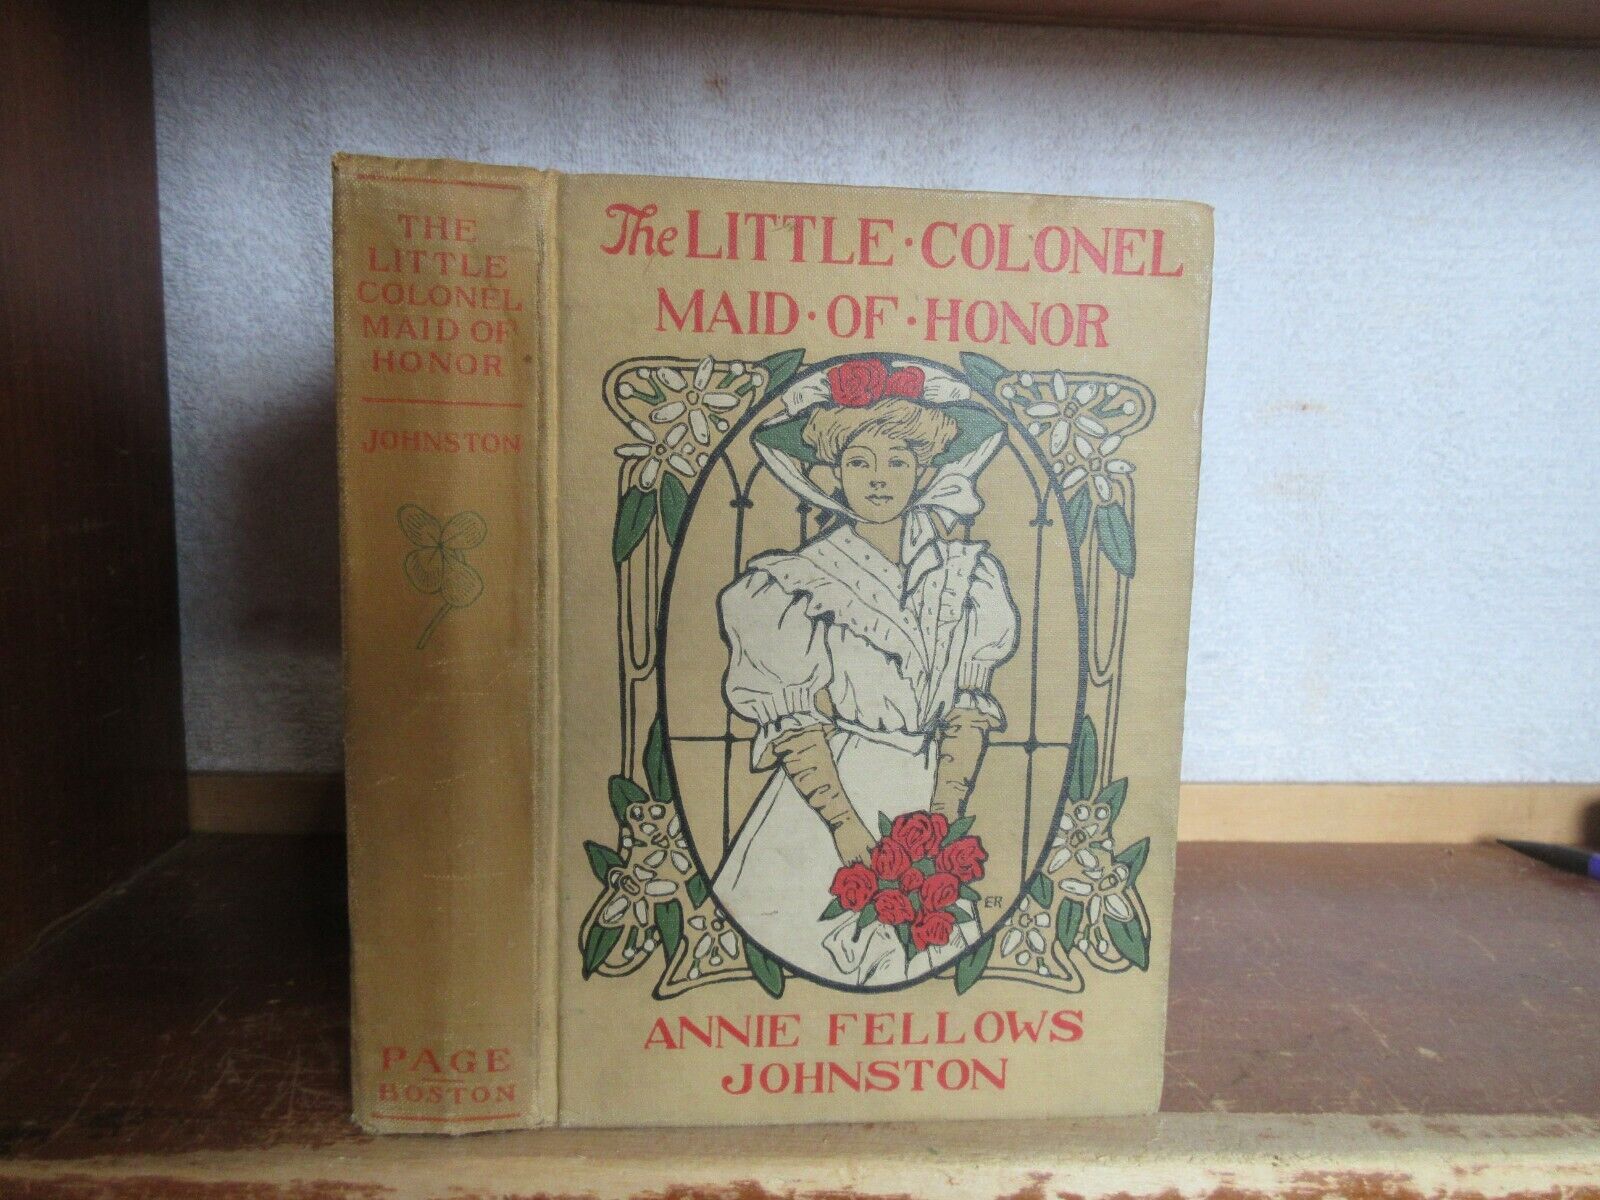 THE
LITTLE
COLONEL
MAID OF
HONOR
JOHNSTON
PAGE
BOSTON
The LITTLE · COLONEL
MAID · OF · HONOR
ER
ANNIE FELLOWS
JOHNSTON